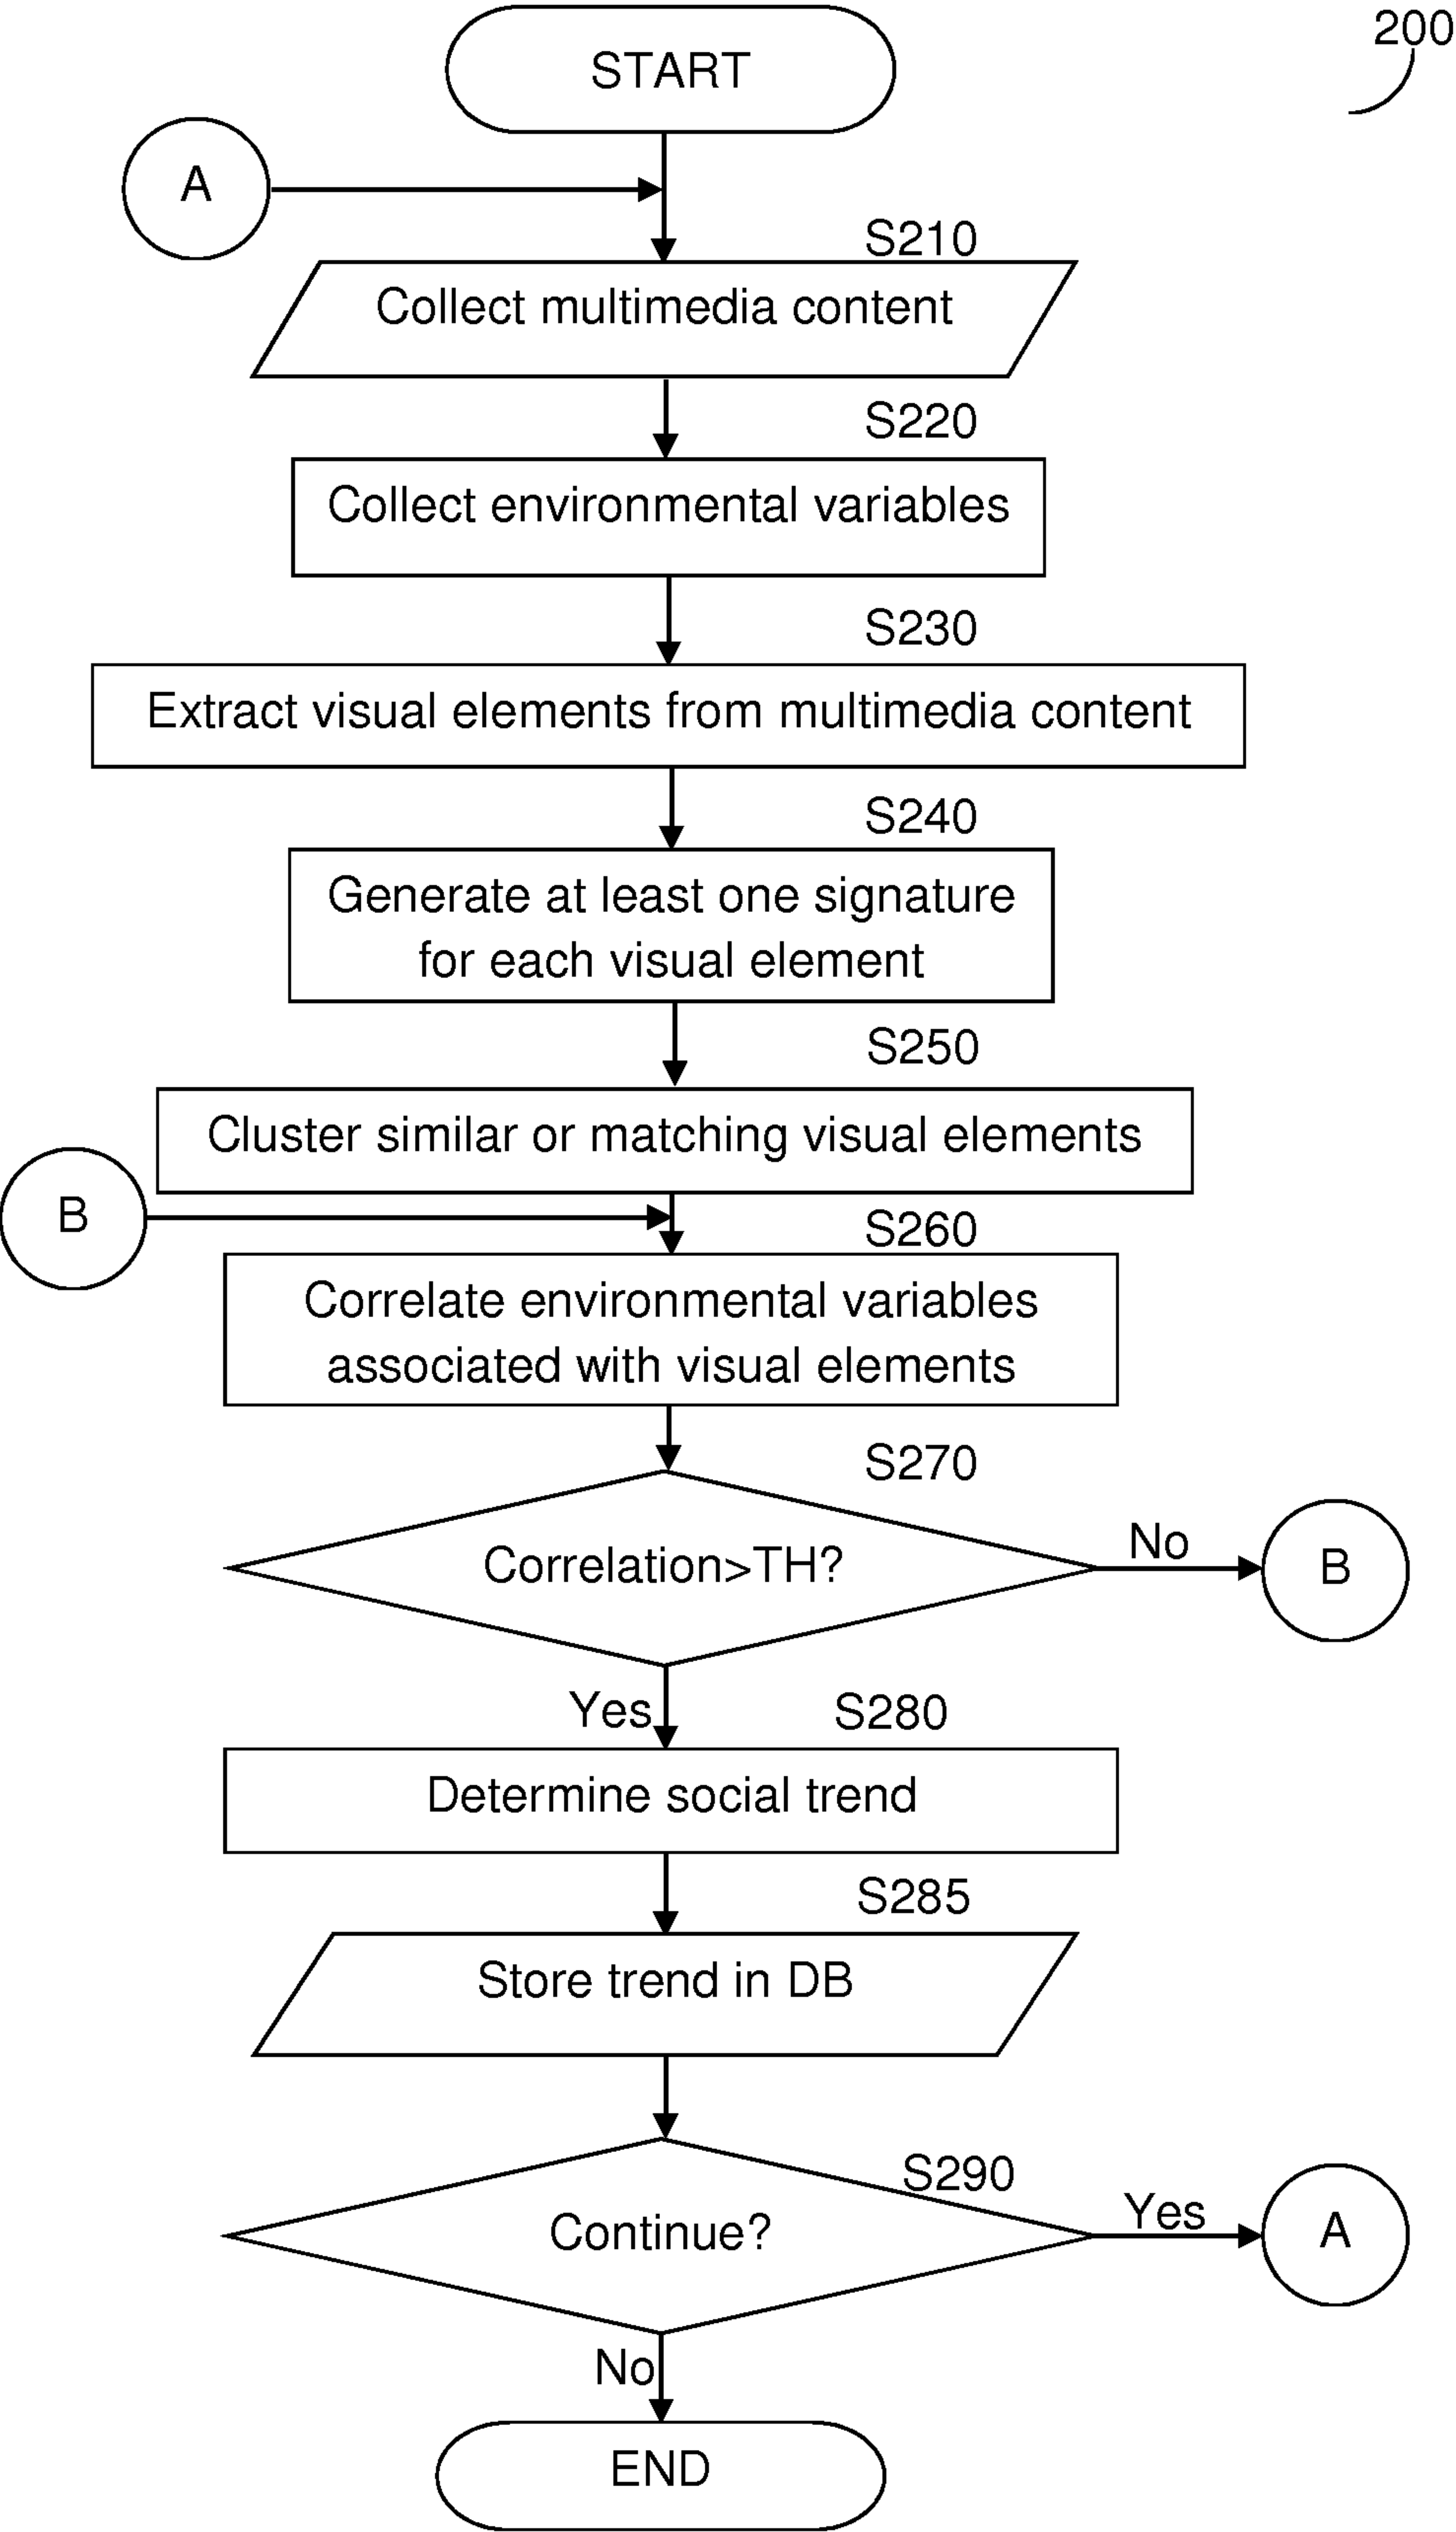 200
START
A
S210
Collect multimedia content
S220
Collect environmental variables
S230
Extract visual elements from multimedia content
S240
Generate at least one signature
for each visual element
S250
Cluster similar or matching visual elements
B
S260
Correlate environmental variables
associated with visual elements
S270
Correlation>TH?
No
B
Yes
S280
Determine social trend
S285
Store trend in DB
S290
Continue?
Yes
A
No
END